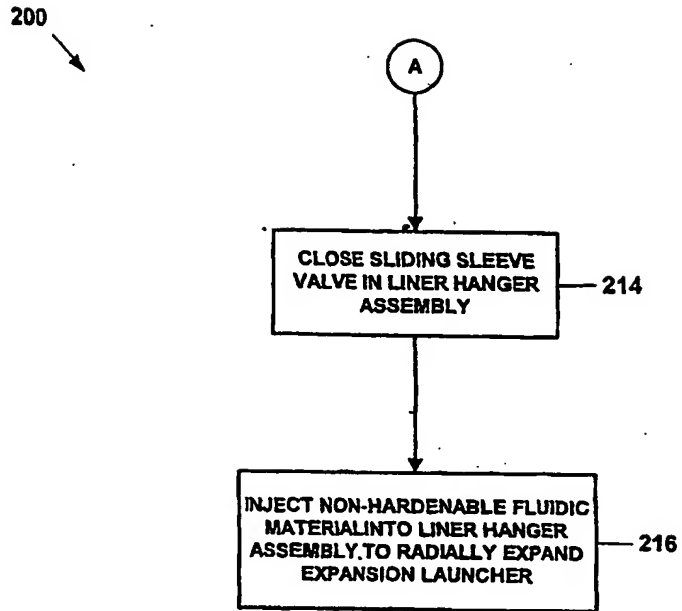 200
A
CLOSE SLIDING SLEEVE
VALVE IN LINER HANGER
ASSEMBLY
214
INJECT NON-HARDENABLE FLUIDIC
MATERIALINTO LINER HANGER
ASSEMBLY.TO RADIALLY EXPAND
EXPANSION LAUNCHER
216